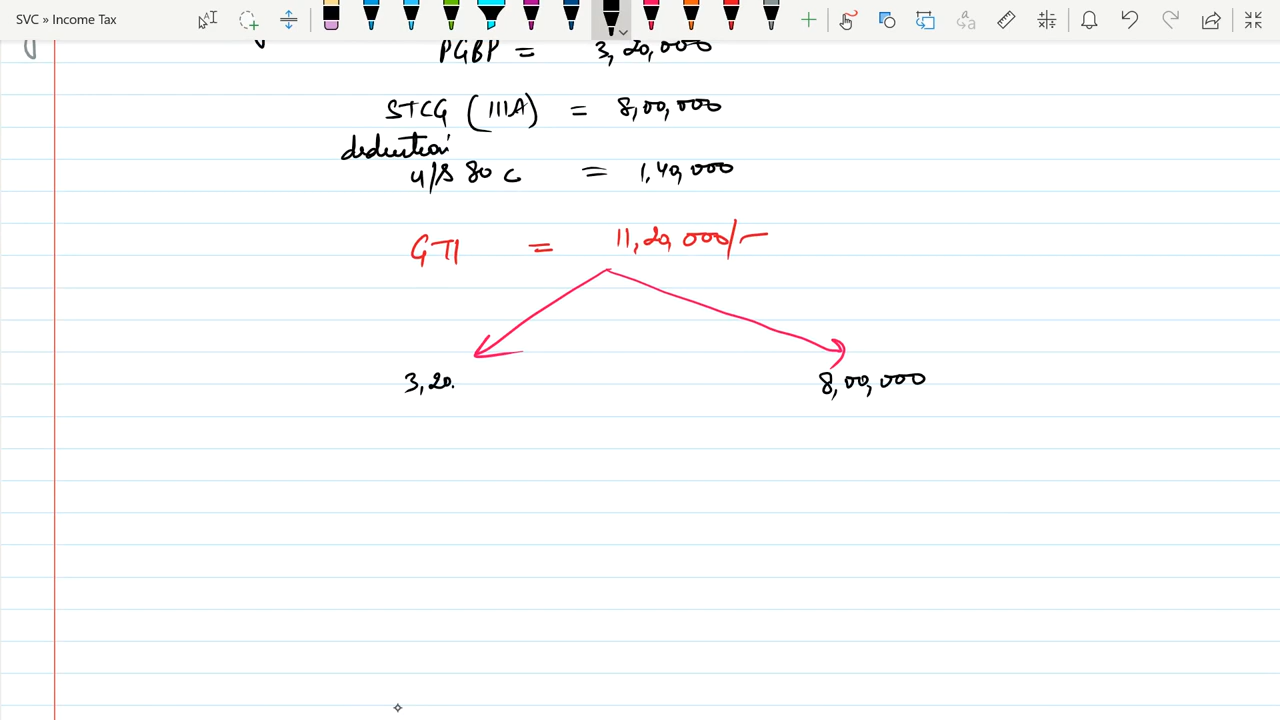 SVC » Income Tax
PGBP = 3,20,000
STCG (111A) = 8,00,000
deduction
u/s 80 C = 1,40,000
GTI = 11,20,000/-
3,20. 8,00,000